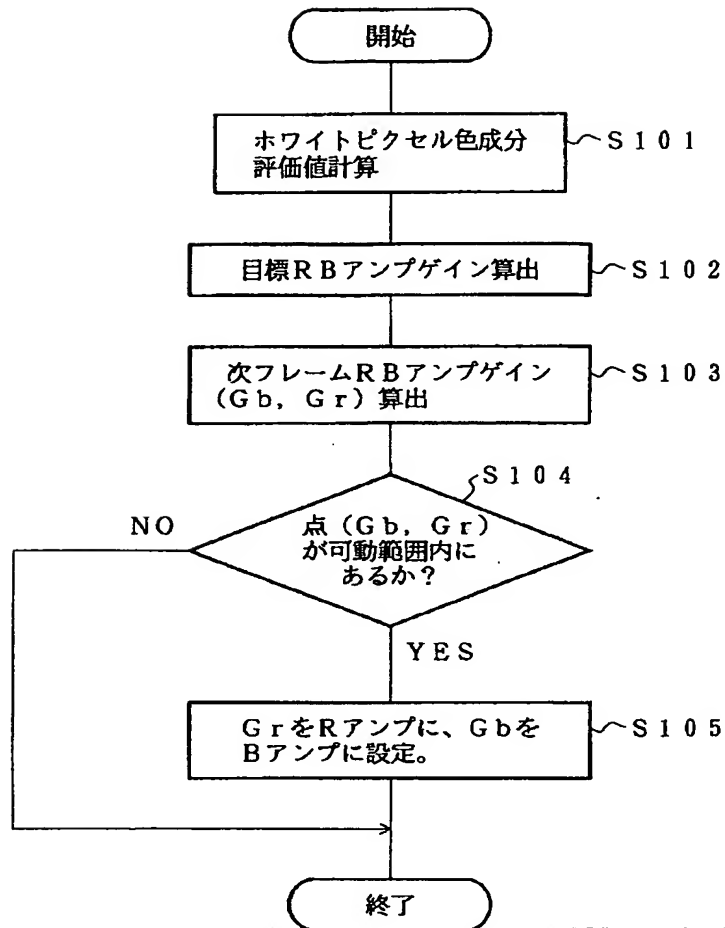 開始
ホワイトピクセル色成分
評価値計算
S101
目標RBアンプゲイン算出
S102
次フレームRBアンプゲイン
(Gb, Gr) 算出
S103
S104
NO
点 (Gb, Gr)
が可動範囲内に
あるか?
YES
GrをRアンプに、Gbを
Bアンプに設定。
S105
終了